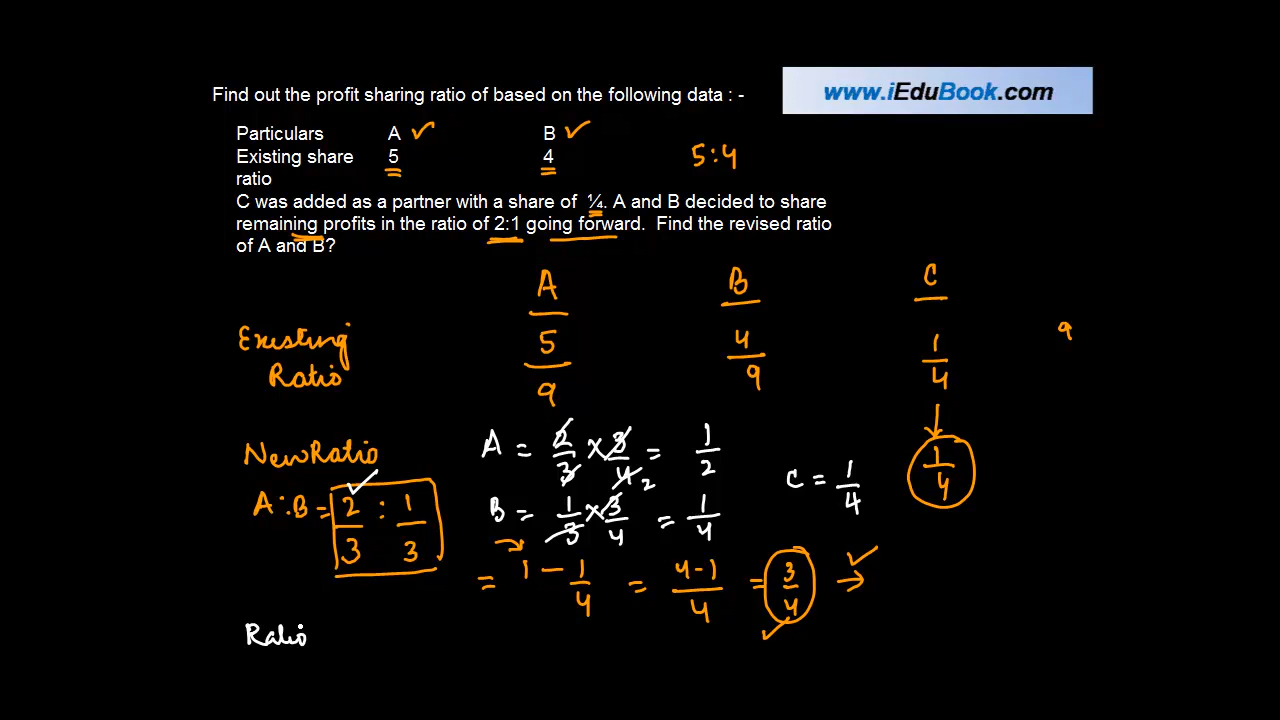 www.iEduBook.com
Find out the profit sharing ratio of based on the following data : -
Particulars A ✓ B ✓
Existing share 5 4 5:4
ratio
C was added as a partner with a share of ¼. A and B decided to share
remaining profits in the ratio of 2:1 going forward. Find the revised ratio
of A and B?
A B C
Existing Ratio 5/9 4/9 1/4 9
New Ratio A = 2/3 × 3/4 = 1/2 1/4
2
C = 1/4
A:B = 2/3 : 1/3 B = 1/3 × 3/4 = 1/4
= 1 - 1/4 = 4-1/4 = 3/4 → ✓
Ratio